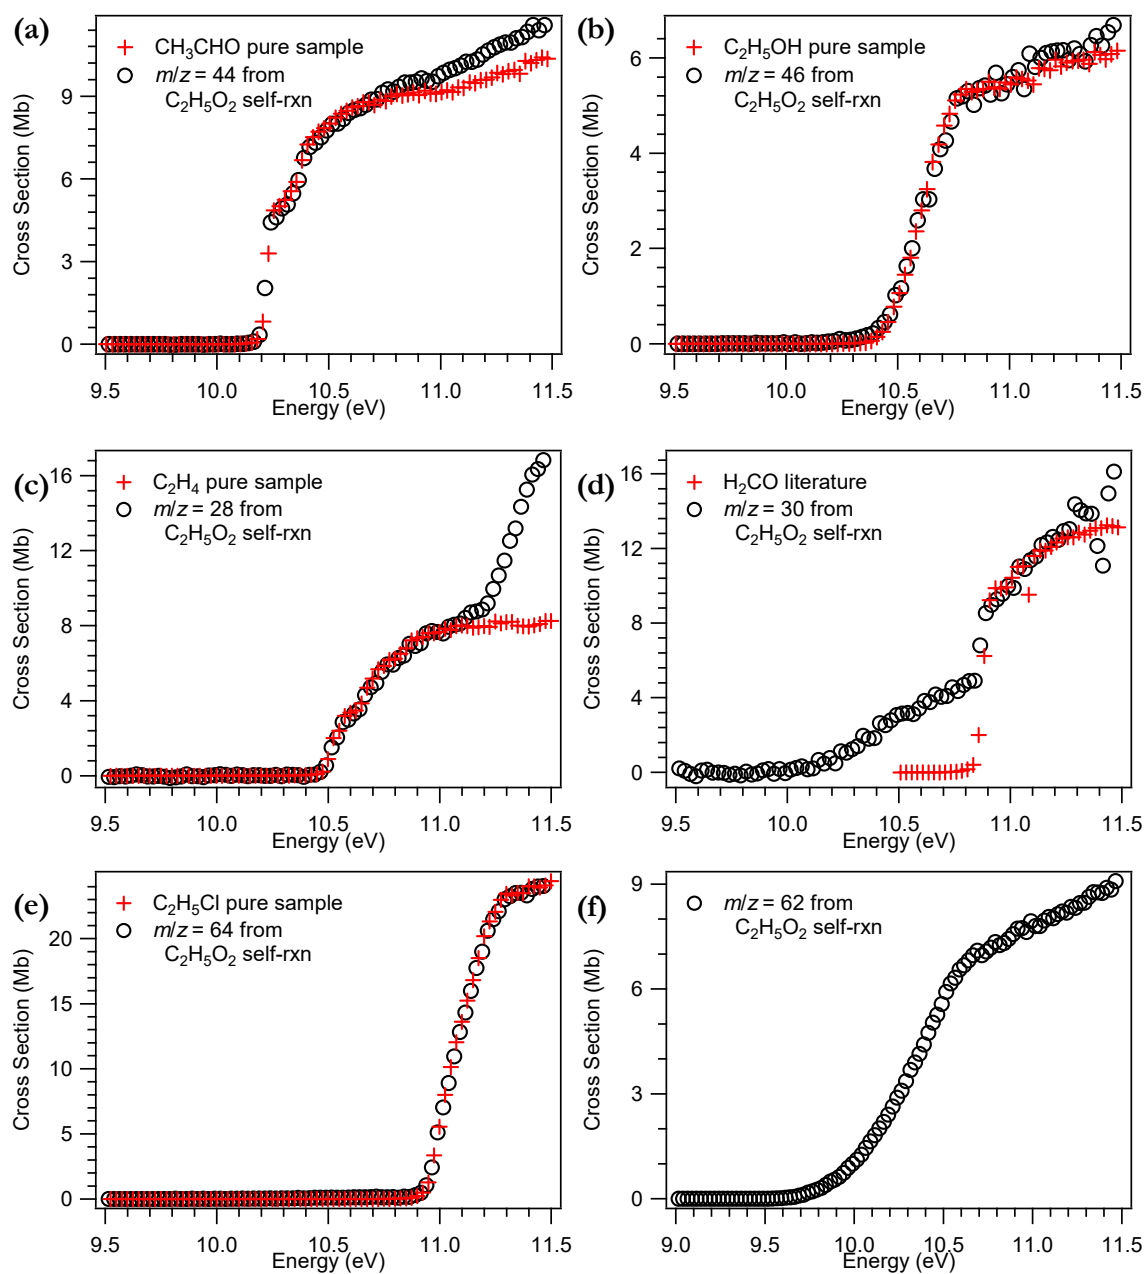 (a)
CH3CHO pure sample
m/z = 44 from
C2H5O2 self-rxn
Cross Section (Mb)
9
6
3
0
9.5 10.0 10.5 11.0 11.5
Energy (eV)
(b)
C2H5OH pure sample
m/z = 46 from
C2H5O2 self-rxn
Cross Section (Mb)
6
4
2
0
9.5 10.0 10.5 11.0 11.5
Energy (eV)
(c)
C2H4 pure sample
m/z = 28 from
C2H5O2 self-rxn
Cross Section (Mb)
16
12
8
4
0
9.5 10.0 10.5 11.0 11.5
Energy (eV)
(d)
H2CO literature
m/z = 30 from
C2H5O2 self-rxn
Cross Section (Mb)
16
12
8
4
0
9.5 10.0 10.5 11.0 11.5
Energy (eV)
(e)
C2H5Cl pure sample
m/z = 64 from
C2H5O2 self-rxn
Cross Section (Mb)
20
15
10
5
0
9.5 10.0 10.5 11.0 11.5
Energy (eV)
(f)
m/z = 62 from
C2H5O2 self-rxn
Cross Section (Mb)
9
6
3
0
9.0 9.5 10.0 10.5 11.0 11.5
Energy (eV)